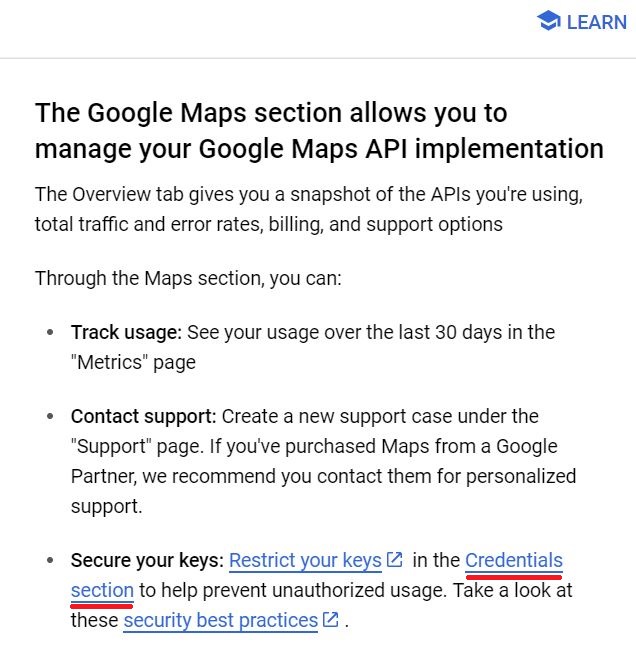 LEARN
The Google Maps section allows you to
manage your Google Maps API implementation
The Overview tab gives you a snapshot of the APIs you're using,
total traffic and error rates, billing, and support options
Through the Maps section, you can:
• Track usage: See your usage over the last 30 days in the
"Metrics" page
• Contact support: Create a new support case under the
"Support" page. If you've purchased Maps from a Google
Partner, we recommend you contact them for personalized
support.
• Secure your keys: Restrict your keys in the Credentials
section to help prevent unauthorized usage. Take a look at
these security best practices .